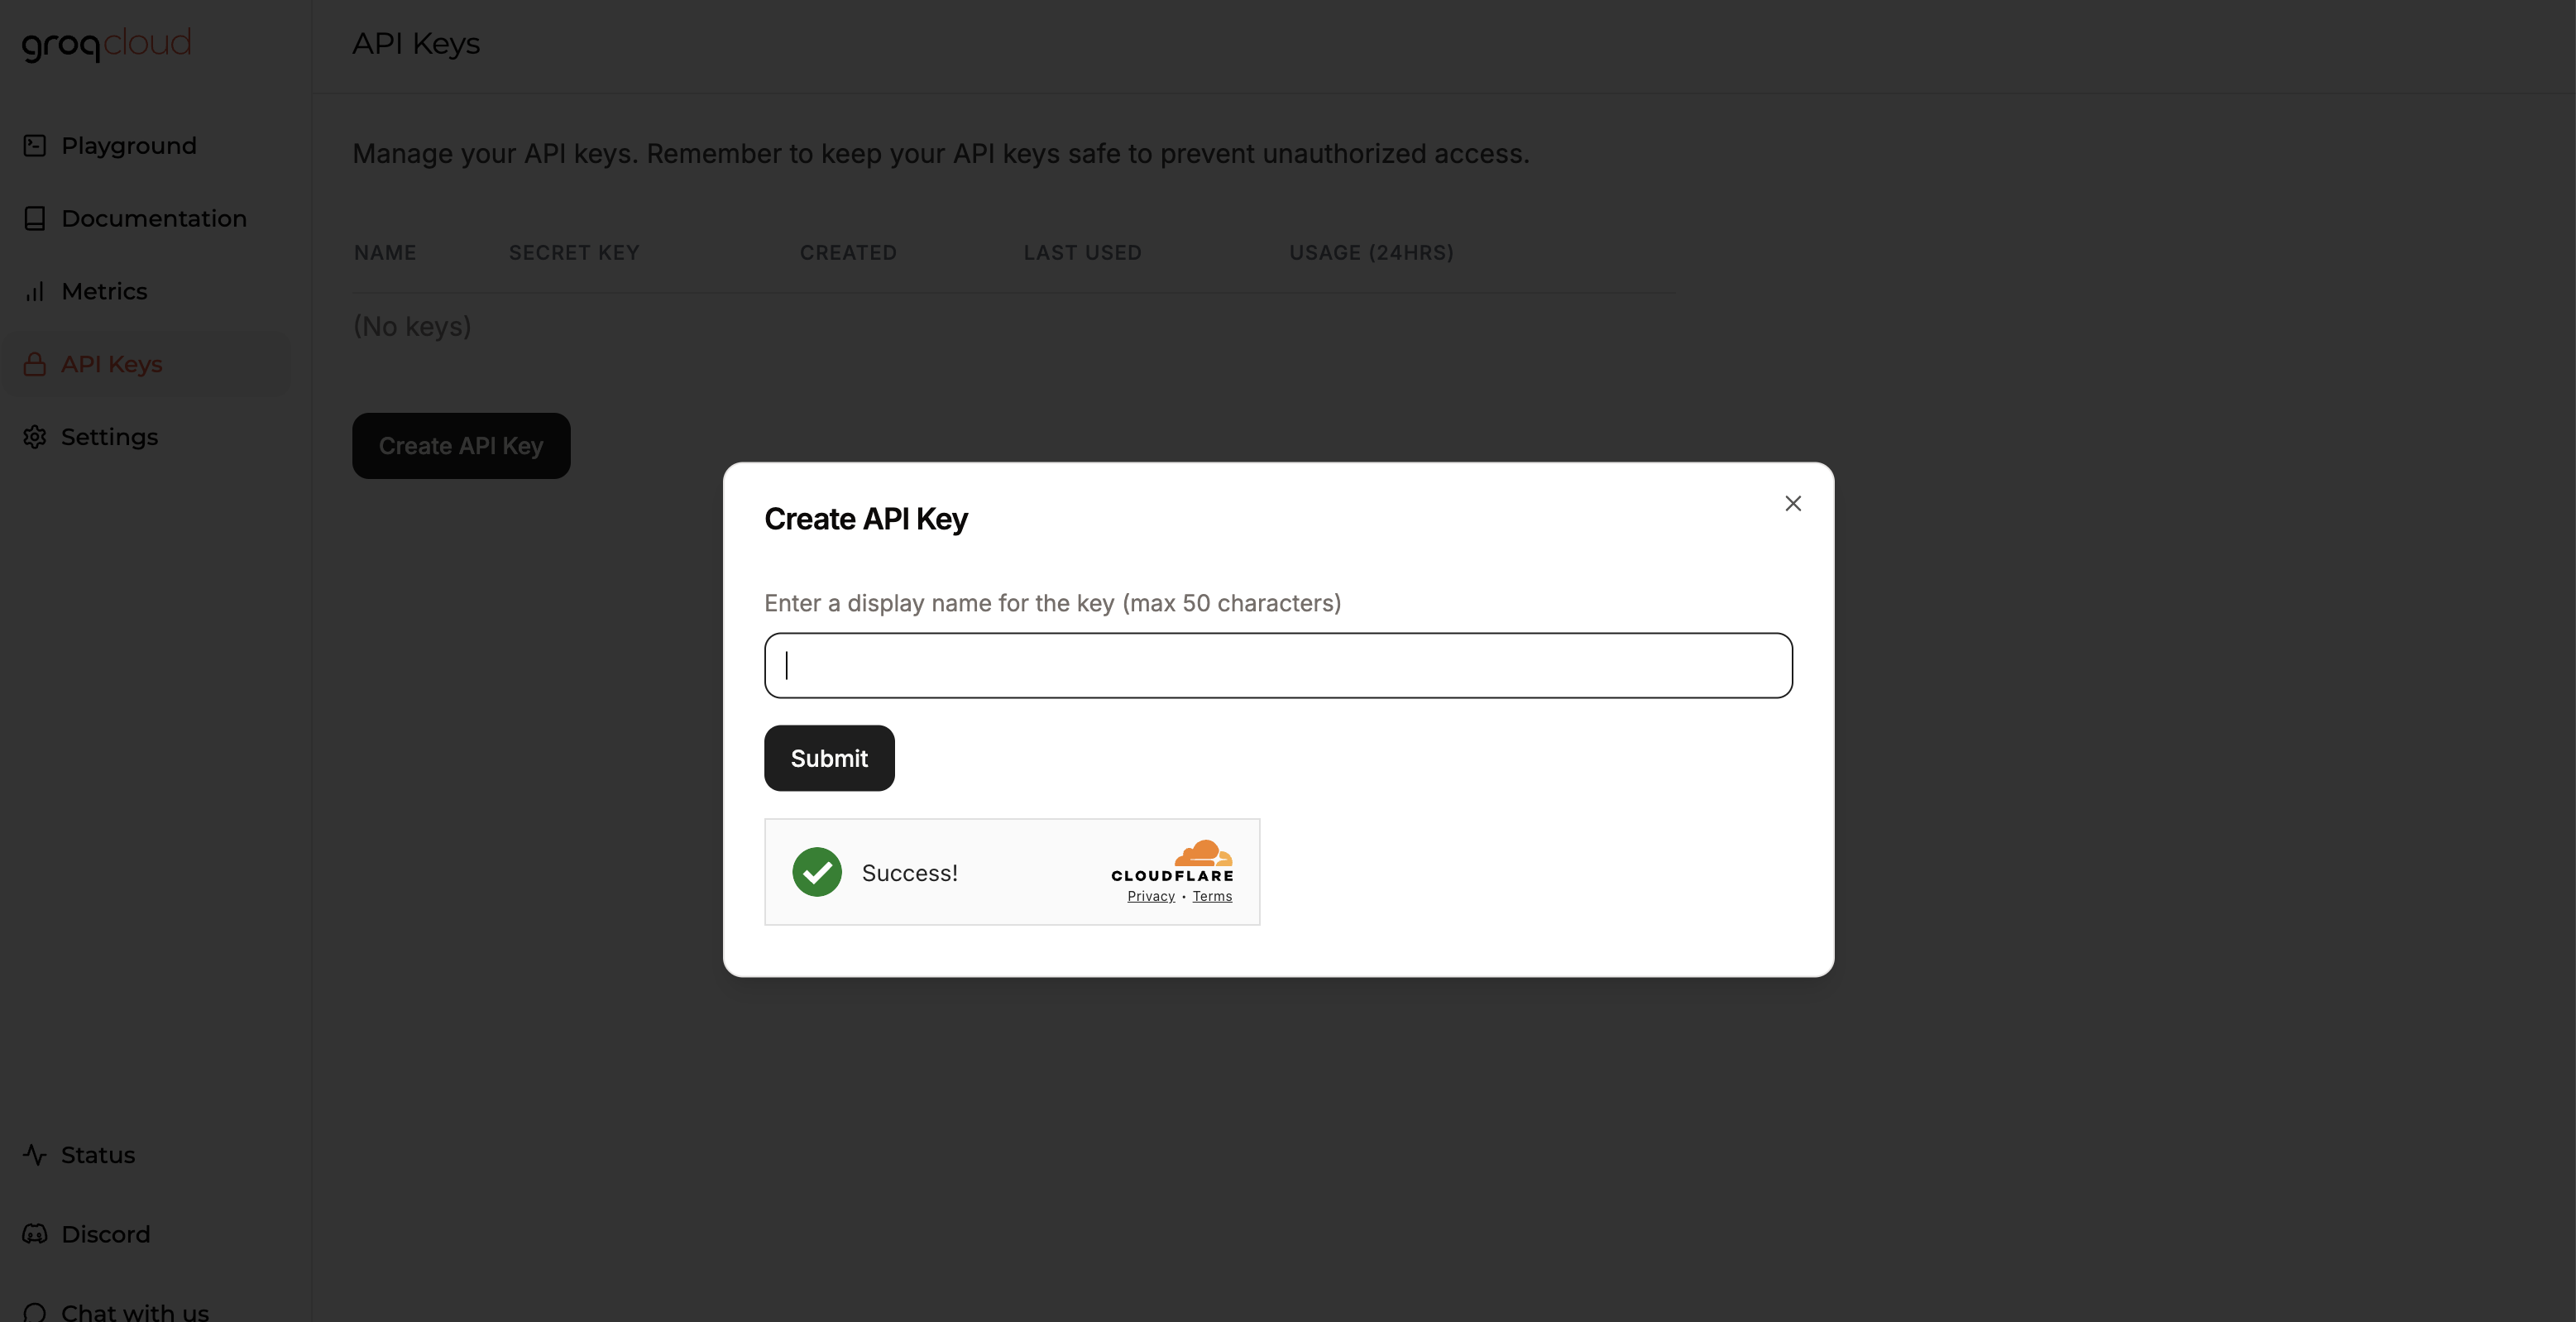 groqcloud
API Keys
Playground
Documentation
Metrics
API Keys
Settings
Manage your API keys. Remember to keep your API keys safe to prevent unauthorized access.
NAME SECRET KEY CREATED LAST USED USAGE (24HRS)
(No keys)
Create API Key
Create API Key
Enter a display name for the key (max 50 characters)
Submit
Success!
CLOUDFLARE
Privacy • Terms
Status
Discord
Chat with us